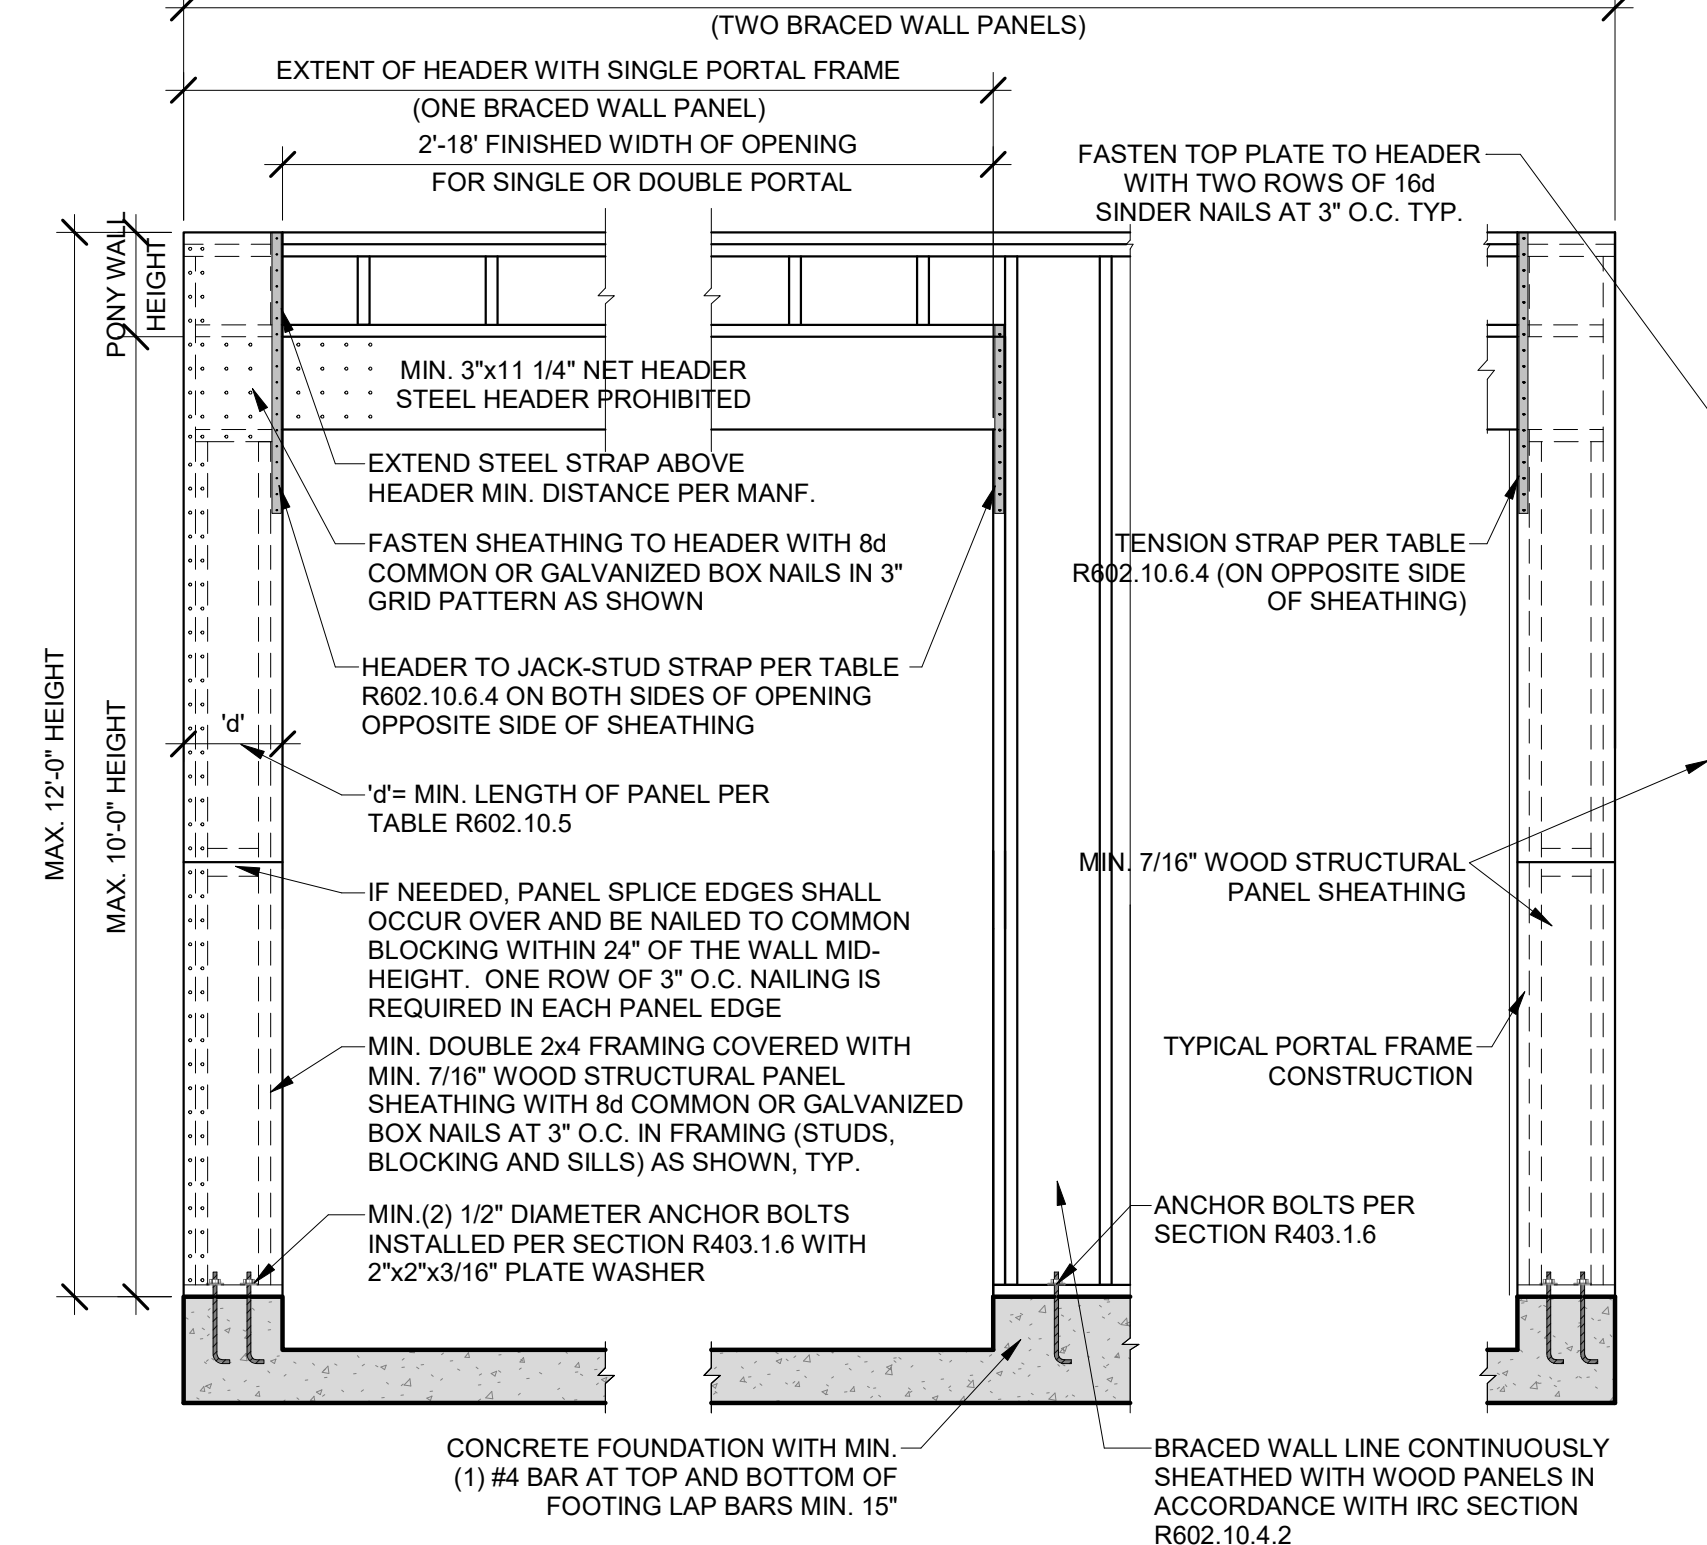 (TWO BRACED WALL PANELS)
EXTENT OF HEADER WITH SINGLE PORTAL FRAME
(ONE BRACED WALL PANEL)
2'-18' FINISHED WIDTH OF OPENING
FOR SINGLE OR DOUBLE PORTAL
FASTEN TOP PLATE TO HEADER
WITH TWO ROWS OF 16d
SINDER NAILS AT 3" O.C. TYP.
PONY WALL
HEIGHT
MIN. 3"x11 1/4" NET HEADER
STEEL HEADER PROHIBITED
EXTEND STEEL STRAP ABOVE
HEADER MIN. DISTANCE PER MANF.
FASTEN SHEATHING TO HEADER WITH 8d
COMMON OR GALVANIZED BOX NAILS IN 3"
GRID PATTERN AS SHOWN
TENSION STRAP PER TABLE
R602.10.6.4 (ON OPPOSITE SIDE
OF SHEATHING)
HEADER TO JACK-STUD STRAP PER TABLE
R602.10.6.4 ON BOTH SIDES OF OPENING
OPPOSITE SIDE OF SHEATHING
MAX. 12'-0" HEIGHT
MAX. 10'-0" HEIGHT
'd'
'd'= MIN. LENGTH OF PANEL PER
TABLE R602.10.5
MIN. 7/16" WOOD STRUCTURAL
PANEL SHEATHING
IF NEEDED, PANEL SPLICE EDGES SHALL
OCCUR OVER AND BE NAILED TO COMMON
BLOCKING WITHIN 24" OF THE WALL MID-
HEIGHT. ONE ROW OF 3" O.C. NAILING IS
REQUIRED IN EACH PANEL EDGE
MIN. DOUBLE 2x4 FRAMING COVERED WITH
MIN. 7/16" WOOD STRUCTURAL PANEL
SHEATHING WITH 8d COMMON OR GALVANIZED
BOX NAILS AT 3" O.C. IN FRAMING (STUDS,
BLOCKING AND SILLS) AS SHOWN, TYP.
TYPICAL PORTAL FRAME
CONSTRUCTION
MIN.(2) 1/2" DIAMETER ANCHOR BOLTS
INSTALLED PER SECTION R403.1.6 WITH
2"x2"x3/16" PLATE WASHER
ANCHOR BOLTS PER
SECTION R403.1.6
CONCRETE FOUNDATION WITH MIN.
(1) #4 BAR AT TOP AND BOTTOM OF
FOOTING LAP BARS MIN. 15"
BRACED WALL LINE CONTINUOUSLY
SHEATHED WITH WOOD PANELS IN
ACCORDANCE WITH IRC SECTION
R602.10.4.2